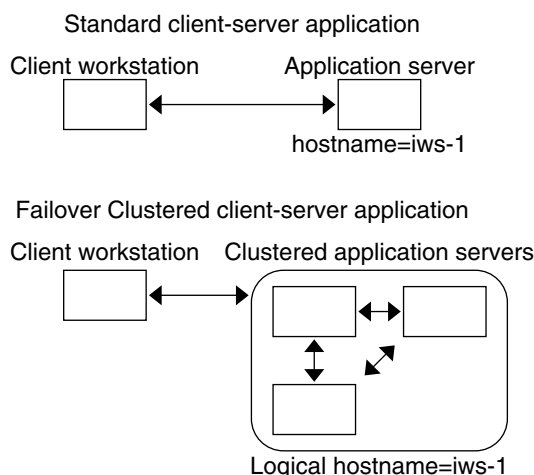 Standard client-server application
Client workstation
Application server
hostname=iws-1
Failover Clustered client-server application
Client workstation
Clustered application servers
Logical hostname=iws-1